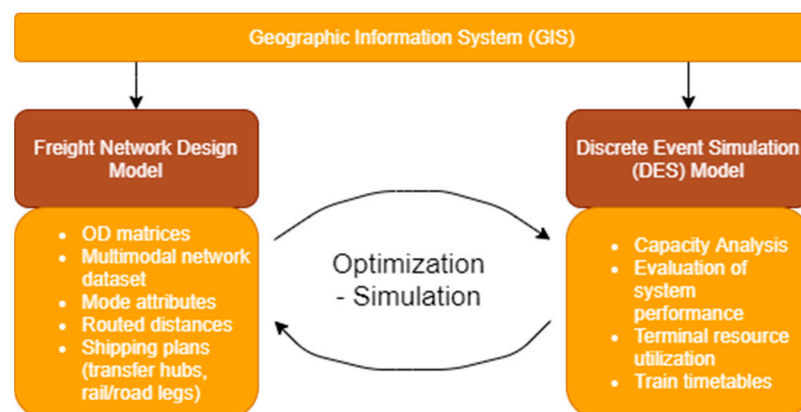 Geographic Information System (GIS)
Freight Network Design
Model
Discrete Event Simulation
(DES) Model
• OD matrices
• Multimodal network
dataset
• Mode attributes
• Routed distances
• Shipping plans
(transfer hubs,
rail/road legs)
Optimization
- Simulation
• Capacity Analysis
• Evaluation of
system
performance
• Terminal resource
utilization
• Train timetables